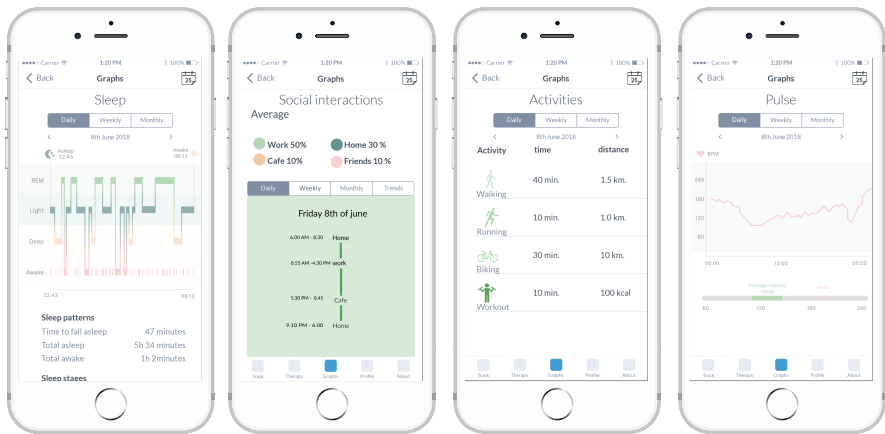 Carrier 1:20 PM 100%
Back Graphs 25
Sleep
Daily Weekly Monthly
< 8th June 2018 >
Asleep Awake
22:45 08:12
REM
Light
Deep
Awake
22:43 08:12
Sleep patterns
Time to fall asleep 47 minutes
Total asleep 5h 34 minutes
Total awake 1h 2minutes
Sleep stages
Carrier 1:20 PM 100%
Back Graphs 25
Social interactions
Average
Work 50% Home 30 %
Cafe 10% Friends 10 %
Daily Weekly Monthly Trends
Friday 8th of june
6.00 AM - 8.30 Home
8.55 AM -4.30 PM work
5.30 PM - 8.45 Cafe
9.10 PM - 6.00 Home
Track Therapy Graphs Profile About
Carrier 1:20 PM 100%
Back Graphs 25
Activities
Daily Weekly Monthly
< 8th June 2018 >
Activity time distance
Walking 40 min. 1.5 km.
Running 10 min. 1.0 km.
Biking 30 min. 10 km.
Workout 10 min. 100 kcal
Track Therapy Graphs Profile About
Carrier 1:20 PM 100%
Back Graphs 25
Pulse
Daily Weekly Monthly
< 8th June 2018 >
BPM
240
180
120
60
00:00 12:00 00:00
Average resting
range
Peak
60 120 180 240
Track Therapy Graphs Profile About